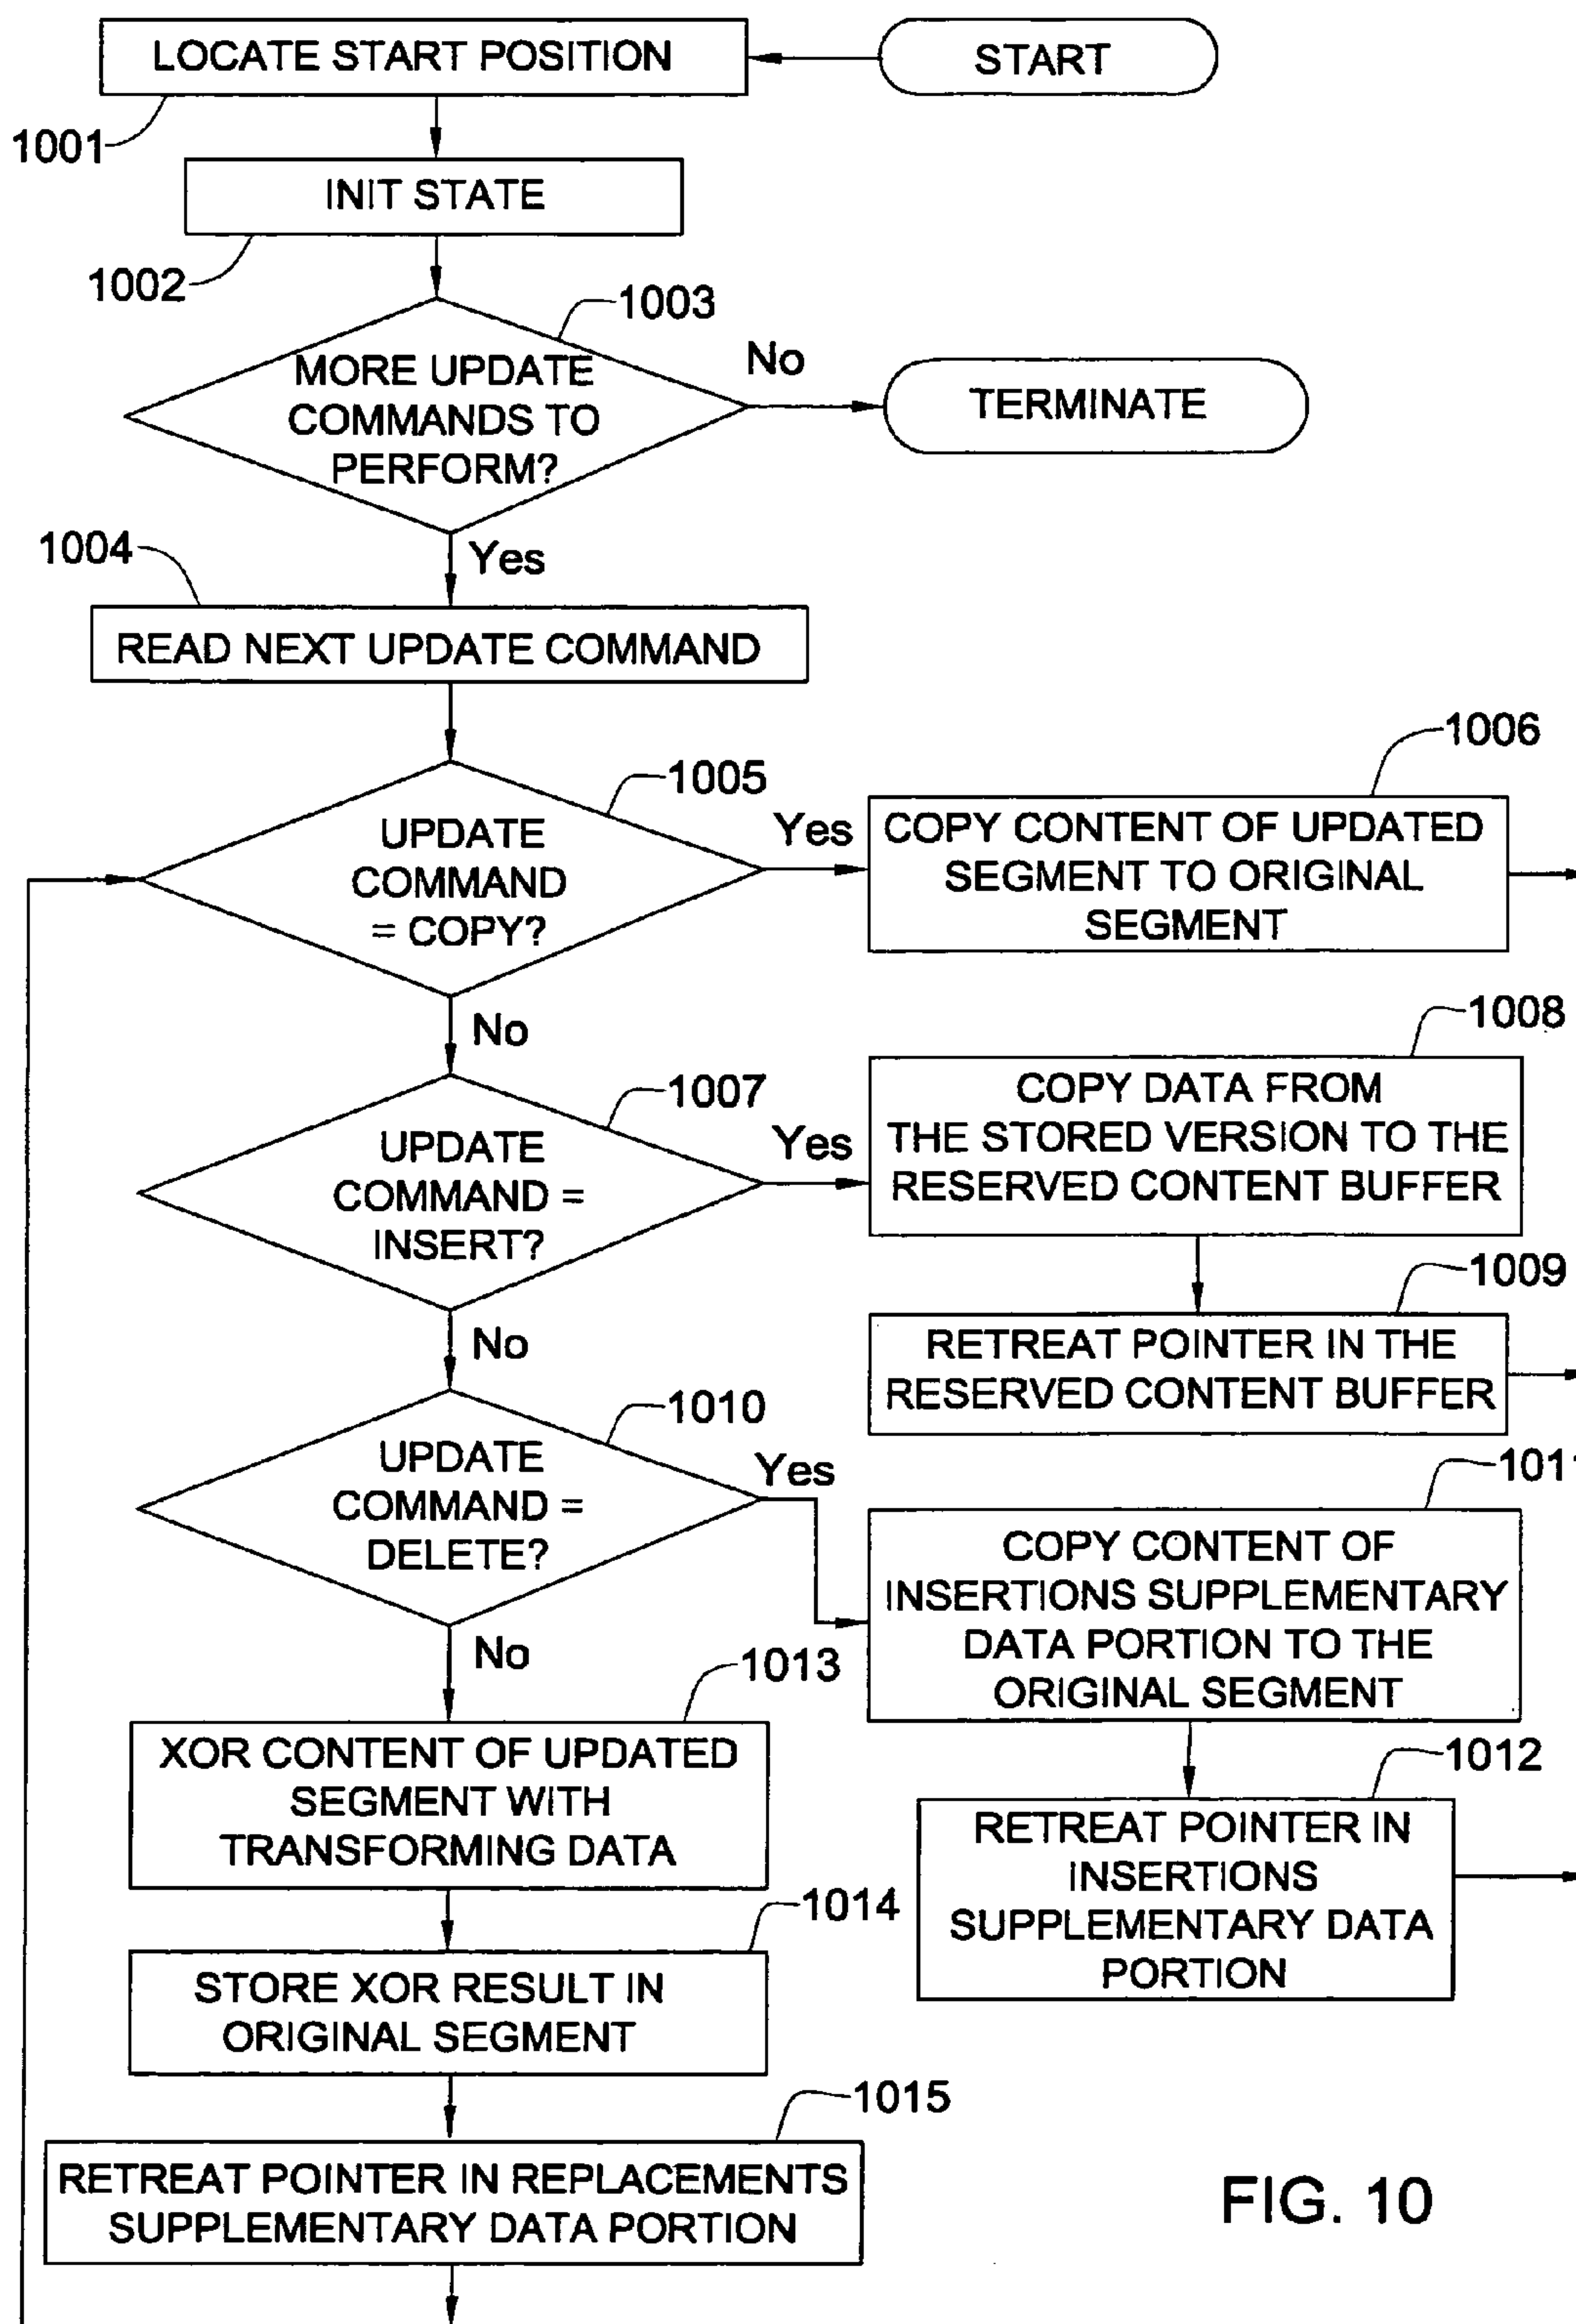 LOCATE START POSITION
START
1001
INIT STATE
1002
1003
MORE UPDATE
COMMANDS TO
PERFORM?
No
TERMINATE
Yes
1004
READ NEXT UPDATE COMMAND
1005
UPDATE
COMMAND
= COPY?
Yes
1006
COPY CONTENT OF UPDATED
SEGMENT TO ORIGINAL
SEGMENT
No
1007
UPDATE
COMMAND =
INSERT?
Yes
1008
COPY DATA FROM
THE STORED VERSION TO THE
RESERVED CONTENT BUFFER
1009
RETREAT POINTER IN THE
RESERVED CONTENT BUFFER
No
1010
UPDATE
COMMAND =
DELETE?
Yes
1011
COPY CONTENT OF
INSERTIONS SUPPLEMENTARY
DATA PORTION TO THE
ORIGINAL SEGMENT
1012
RETREAT POINTER IN
INSERTIONS
SUPPLEMENTARY DATA
PORTION
No
1013
XOR CONTENT OF UPDATED
SEGMENT WITH
TRANSFORMING DATA
1014
STORE XOR RESULT IN
ORIGINAL SEGMENT
1015
RETREAT POINTER IN REPLACEMENTS
SUPPLEMENTARY DATA PORTION
FIG. 10